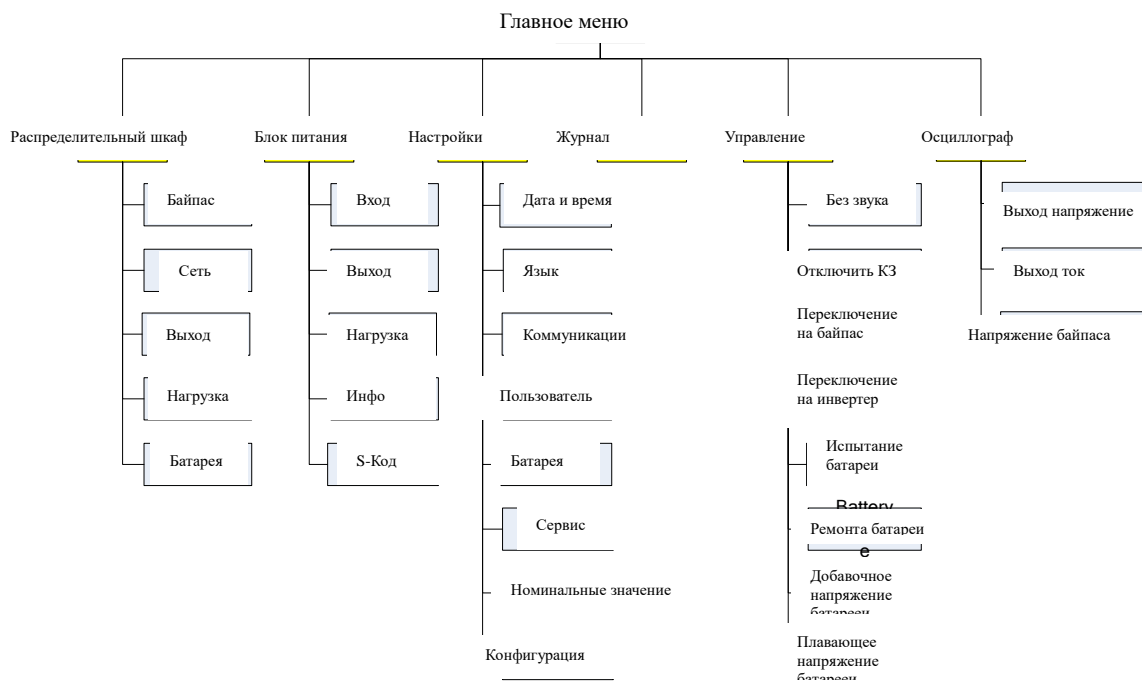 Главное меню
Распределительный шкаф
Блок питания
Настройки
Журнал
Управление
Осциллограф
Байпас
Сеть
Выход
Нагрузка
Батарея
Вход
Выход
Нагрузка
Инфо
S-Код
Дата и время
Язык
Коммуникации
Пользователь
Батарея
Сервис
Номинальные значение
Конфигурация
Без звука
Отключить КЗ
Переключение
на байпас
Переключение
на инвертер
Испытание
батареи
Battery
Ремонта батареи
е
Добавочное
напряжение
батарееи
Плавающее
напряжение
батарееи
Выход напряжение
Выход ток
Напряжение байпаса